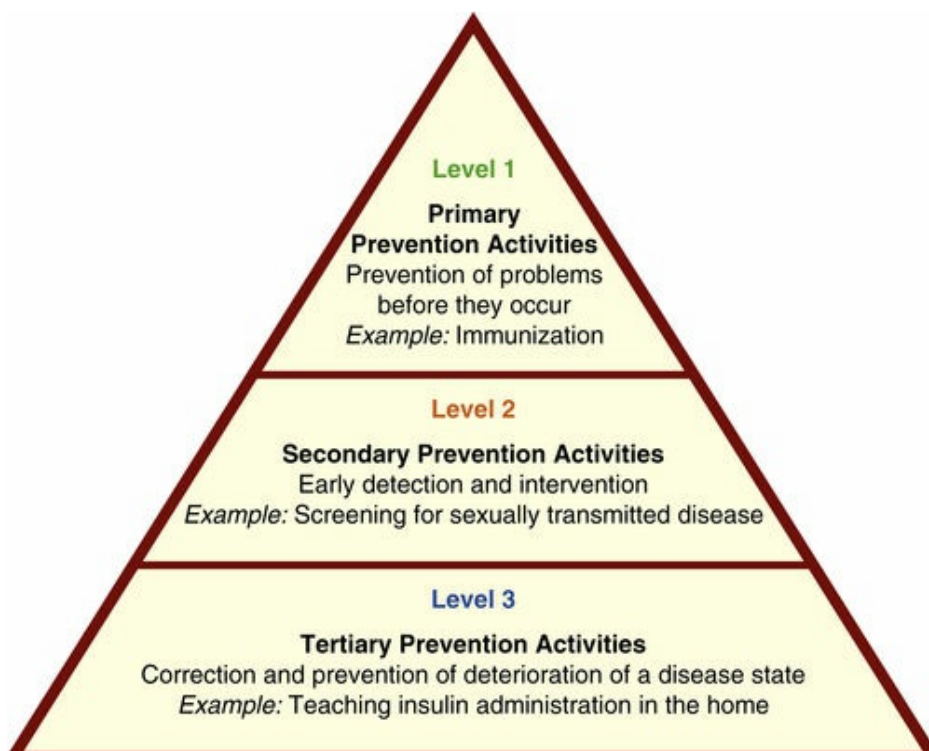 Level 1
Primary
Prevention Activities
Prevention of problems
before they occur
Example: Immunization
Level 2
Secondary Prevention Activities
Early detection and intervention
Example: Screening for sexually transmitted disease
Level 3
Tertiary Prevention Activities
Correction and prevention of deterioration of a disease state
Example: Teaching insulin administration in the home